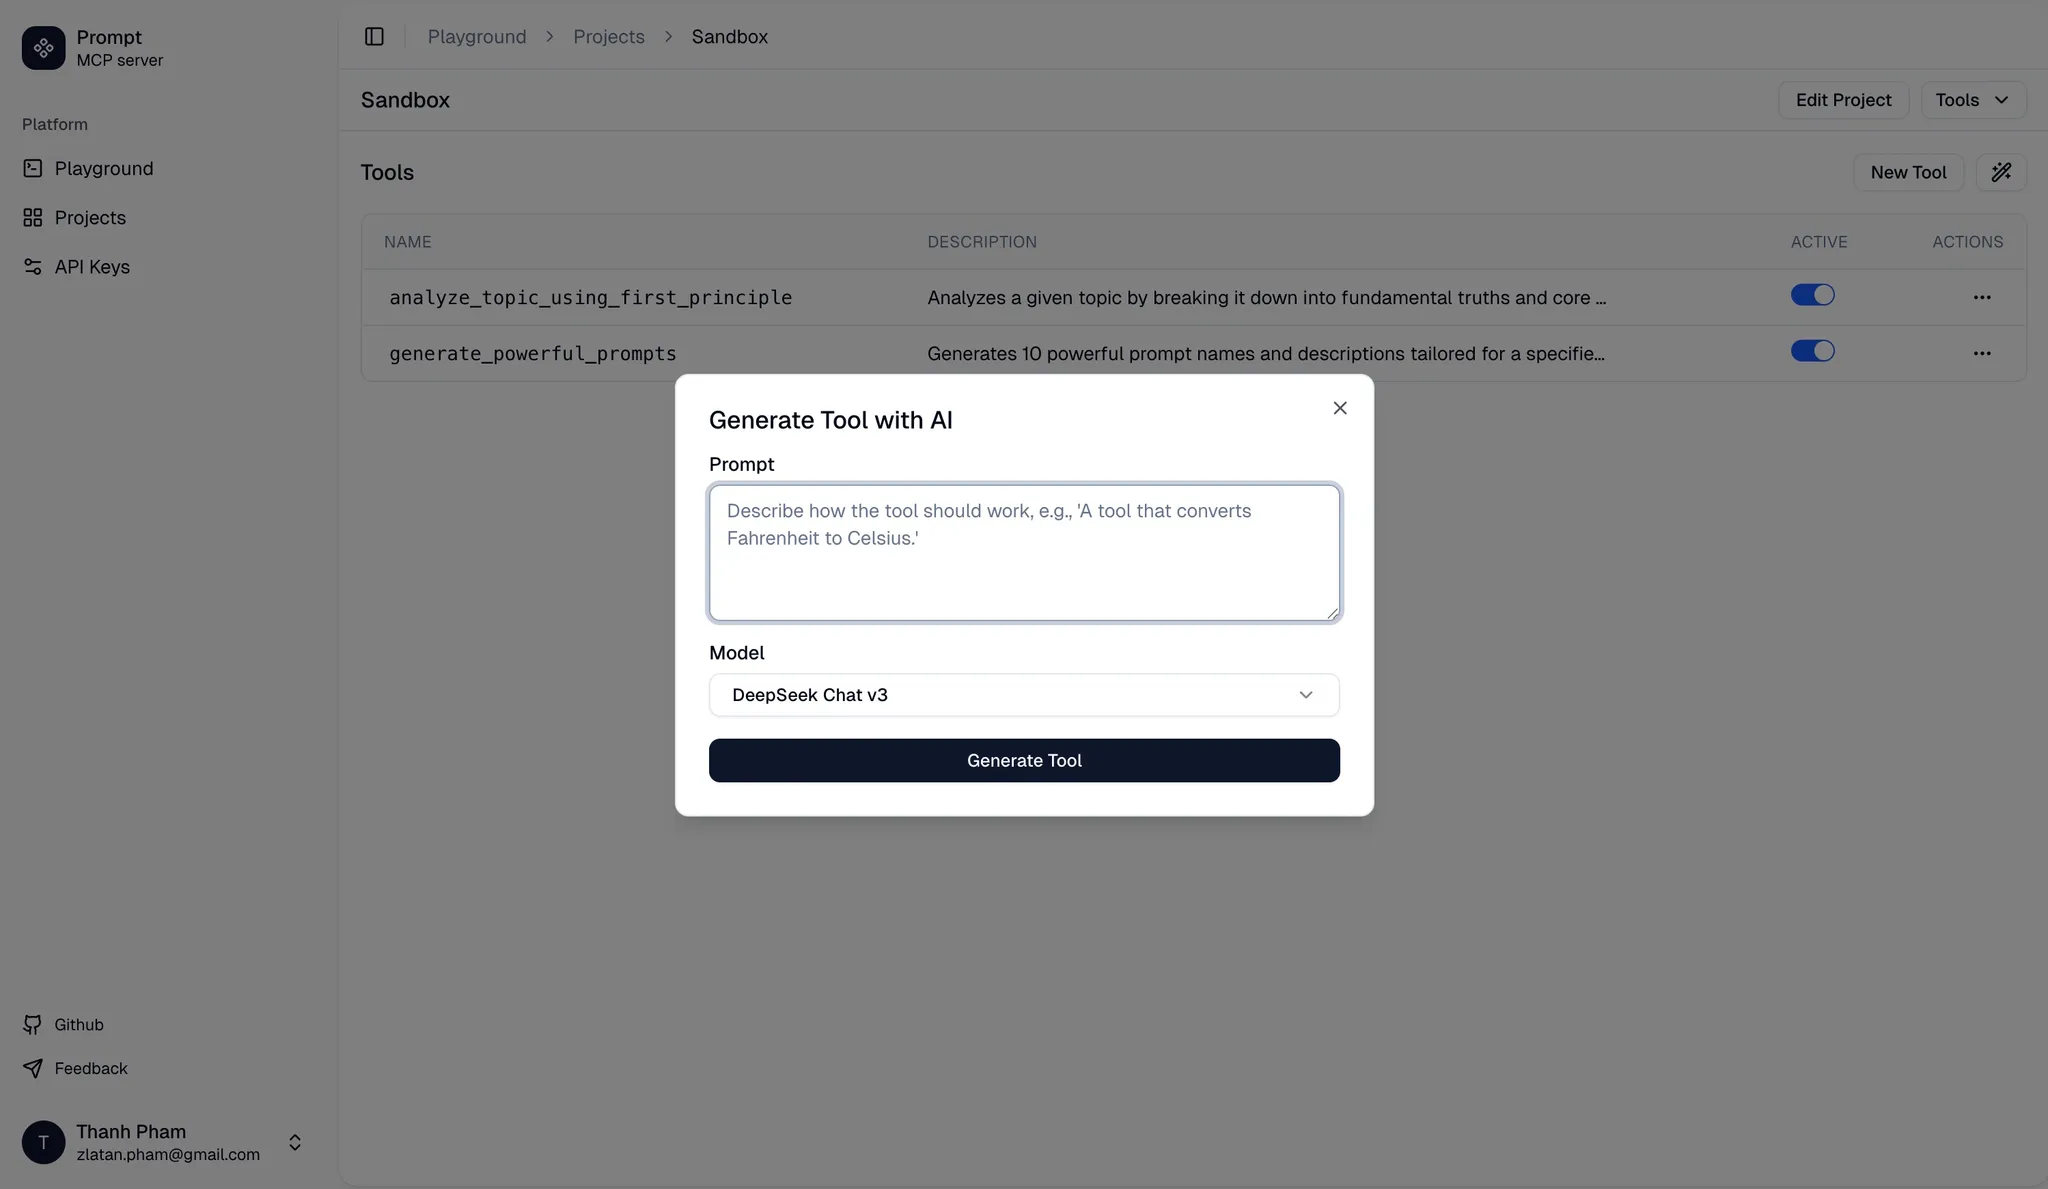 Prompt
MCP server
Platform
Playground
Projects
API Keys
Github
Feedback
T
Thanh Pham
zlatan.pham@gmail.com
Playground > Projects > Sandbox
Sandbox
Edit Project
Tools
Tools
New Tool
NAME DESCRIPTION ACTIVE ACTIONS
analyze_topic_using_first_principle Analyzes a given topic by breaking it down into fundamental truths and core ...
generate_powerful_prompts Generates 10 powerful prompt names and descriptions tailored for a specifie...
Generate Tool with AI
Prompt
Describe how the tool should work, e.g., 'A tool that converts
Fahrenheit to Celsius.'
Model
DeepSeek Chat v3
Generate Tool